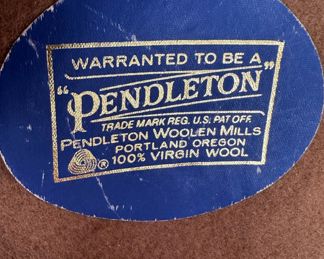 WARRANTED TO BE A
"PENDLETON"
TRADE MARK REG. U.S. PAT OFF.
PENDLETON WOOLEN MILLS
PORTLAND OREGON
® 100% VIRGIN WOOL